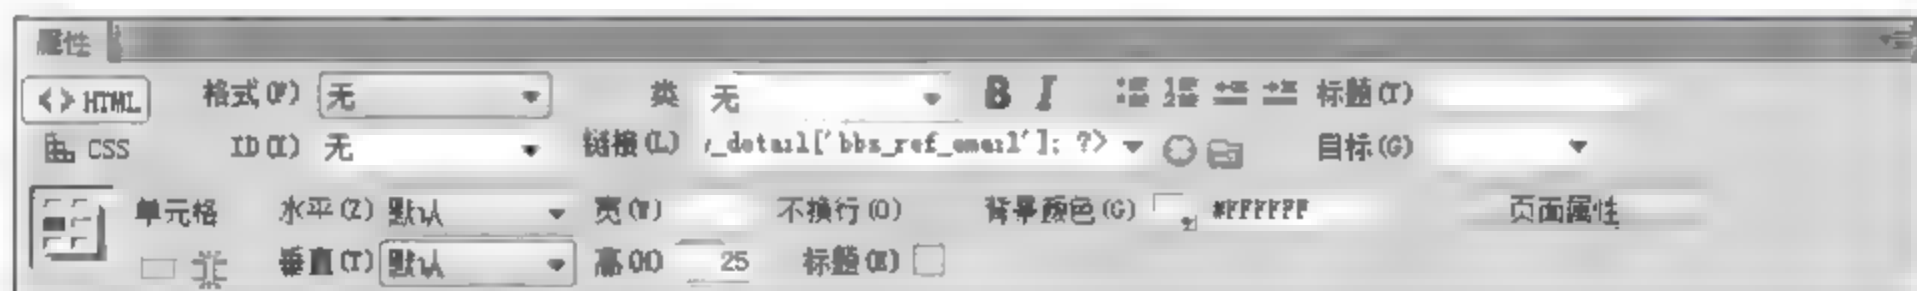 属性
<> HTML 格式(F) 无 类 无 B I 标题(T)
CSS ID(I) 无 链接(L) _detail['bbs_ref_email']; ?> 目标(G)
单元格 水平(Z) 默认 宽(W) 不换行(O) 背景颜色(G) #FFFFFF 页面属性
垂直(T) 默认 高(H) 25 标题(E)